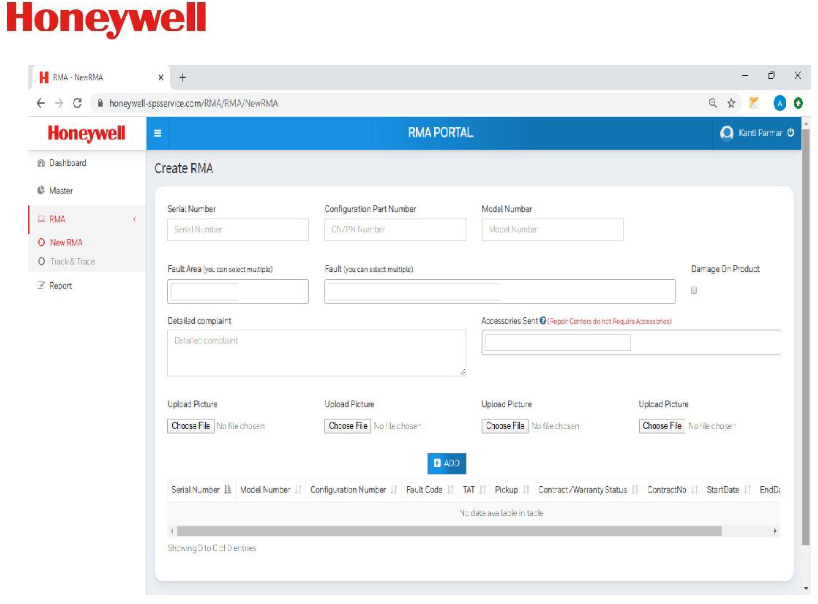 Honeywell
RMA - NewRMA
honeywell-spsservice.com/RMA/RMA/NewRMA
A
Honeywell
RMA PORTAL
Kanti Parmar
Dashboard
Master
RMA
New RMA
Track & Trace
Report
Create RMA
Serial Number Configuration Part Number Model Number
Serial Number CN/PN Number Model Number
Fault Area (you can select multiple) Fault (you can select multiple) Damage On Product
Detailed complaint Accessories Sent (Repair Centers do not Require Accessories)
Detailed complaint
Upload Picture Upload Picture Upload Picture Upload Picture
Choose File No file chosen Choose File No file chosen Choose File No file chosen Choose File No file chosen
ADD
Serial Number Model Number Configuration Number Fault Code TAT Pickup Contract/Warranty Status ContractNo StartDate EndDa
No data available in table
Showing 0 to 0 of 0 entries